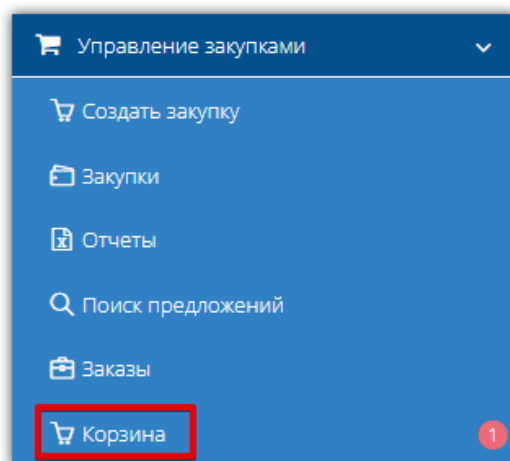 Управление закупками
Создать закупку
Закупки
Отчеты
Поиск предложений
Заказы
Корзина 1